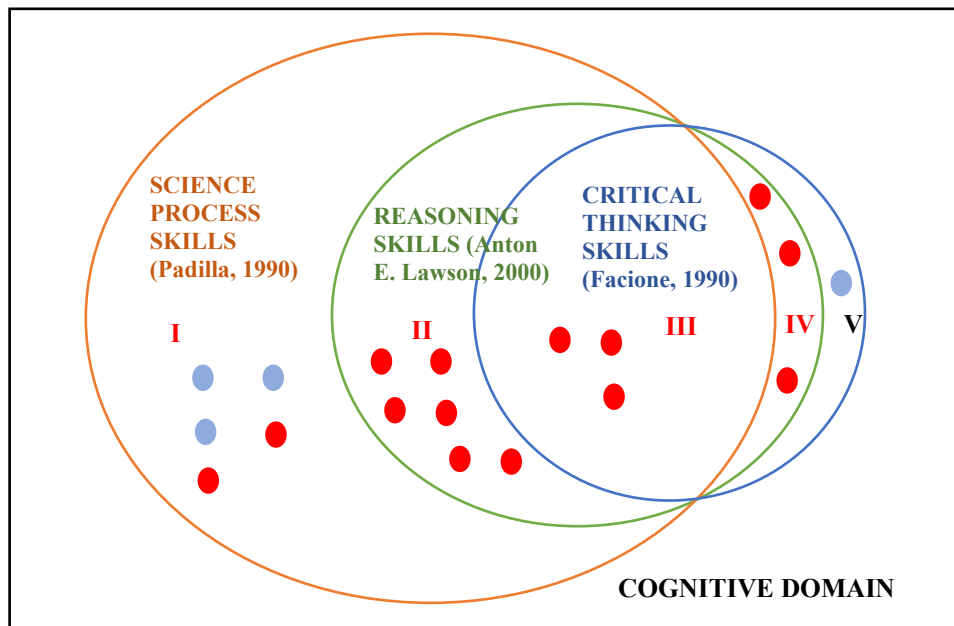 SCIENCE
PROCESS
SKILLS
(Padilla, 1990)
REASONING
SKILLS (Anton
E. Lawson, 2000)
CRITICAL
THINKING
SKILLS
(Facione, 1990)
I
II
III
IV
V
COGNITIVE DOMAIN